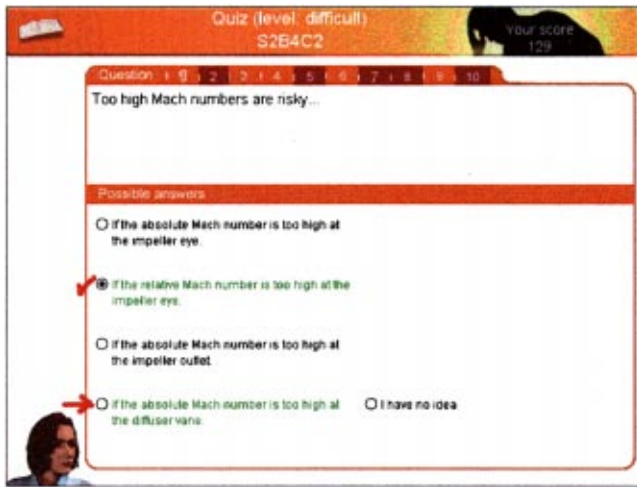 Quiz (level: difficult)
S2B4C2
Your score
129
Question 1 2 3 4 5 6 7 8 9 10
Too high Mach numbers are risky...
Possible answers
If the absolute Mach number is too high at
the impeller eye.
If the relative Mach number is too high at the
impeller eye.
If the absolute Mach number is too high at
the impeller outlet.
If the absolute Mach number is too high at
the diffuser vane.
I have no idea